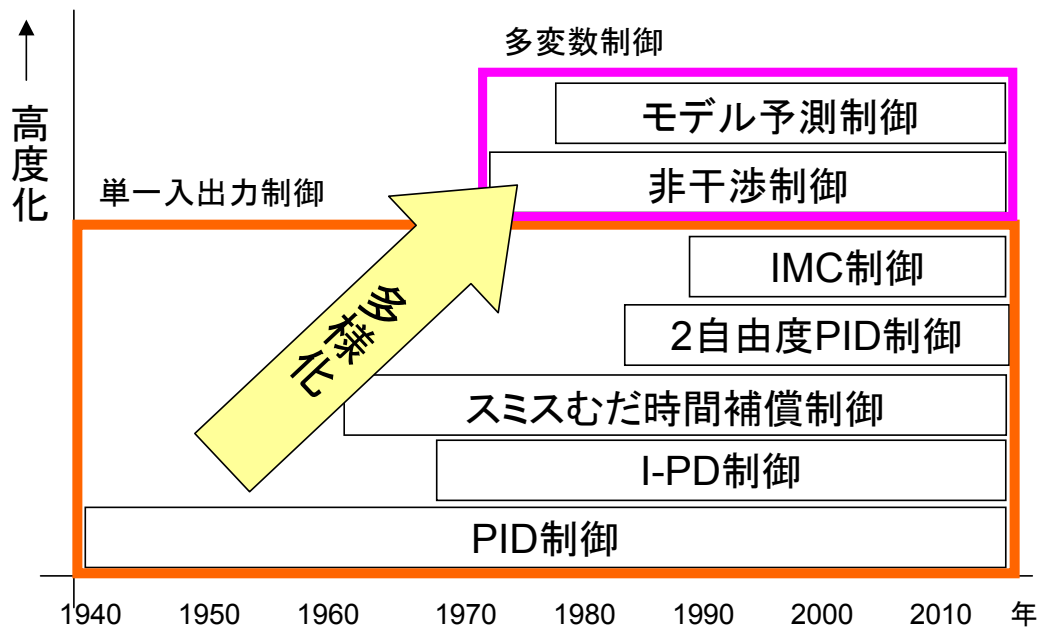 多変数制御
モデル予測制御
非干渉制御
高度化
単一入出力制御
IMC制御
2自由度PID制御
多様化
スミスむだ時間補償制御
I-PD制御
PID制御
1940 1950 1960 1970 1980 1990 2000 2010 年